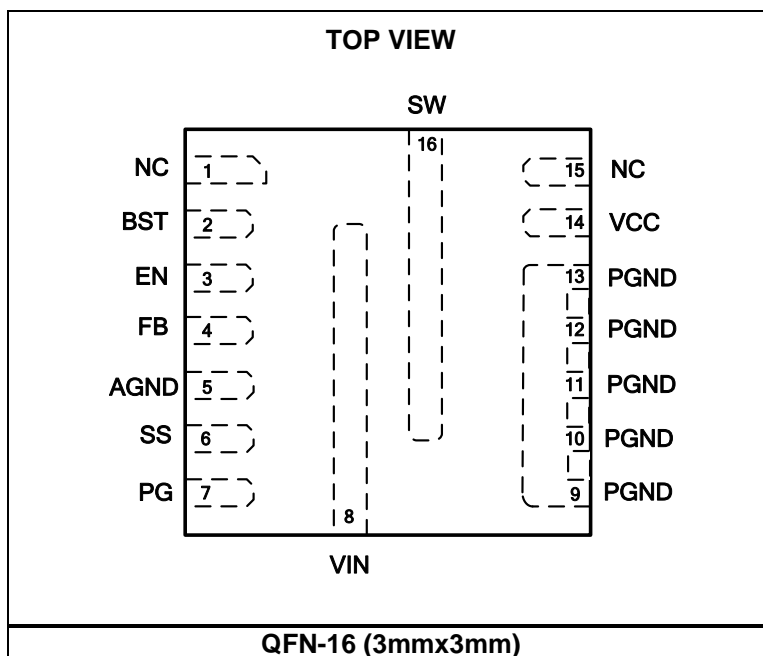 TOP VIEW
SW
16
NC 1 15 NC
BST 2 14 VCC
EN 3 13 PGND
FB 4 12 PGND
AGND 5 11 PGND
SS 6 10 PGND
PG 7 9 PGND
8
VIN
QFN-16 (3mmx3mm)